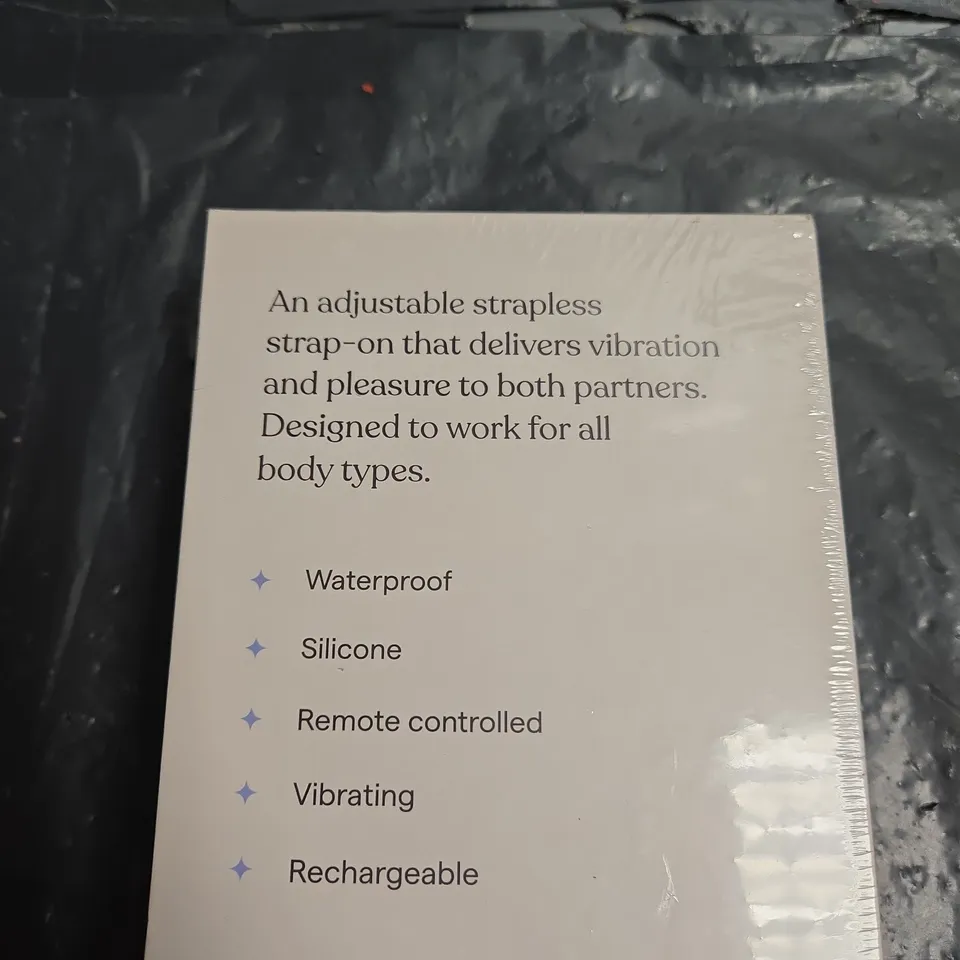 An adjustable strapless
strap-on that delivers vibration
and pleasure to both partners.
Designed to work for all
body types.
Waterproof
Silicone
Remote controlled
Vibrating
Rechargeable